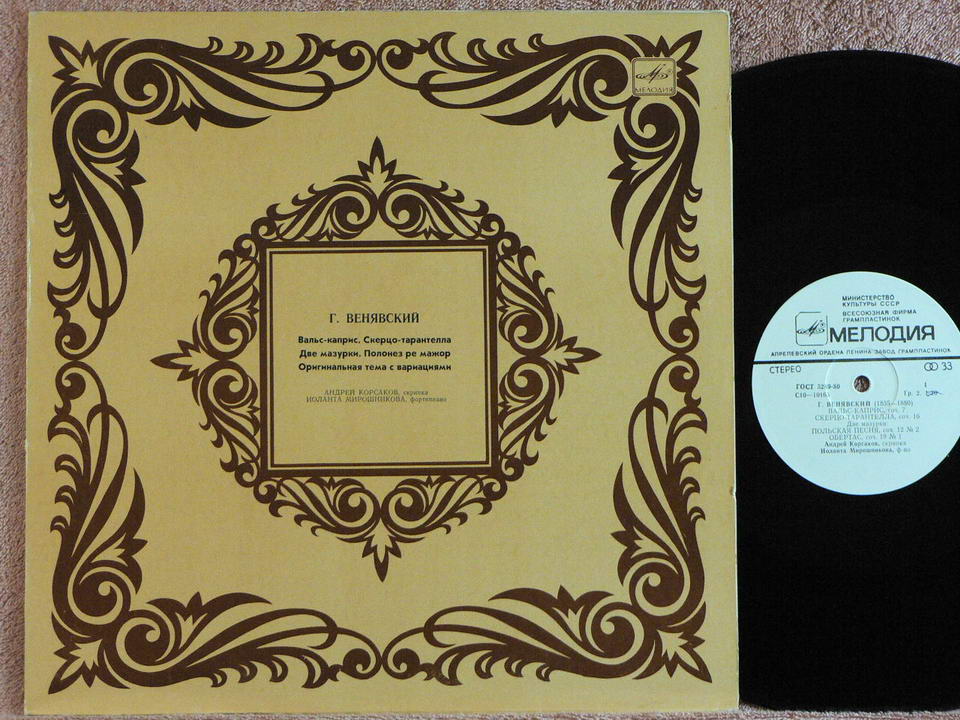 МЕЛОДИЯ
Г. ВЕНЯВСКИЙ
Вальс-каприс, Скерцо-тарантелла
Две мазурки, Полонез ре мажор
Оригинальная тема с вариациями
АНДРЕЙ КОРСАКОВ, скрипка
ИОЛАНТА МИРОШНИКОВА, фортепиано
МИНИСТЕРСТВО
КУЛЬТУРЫ СССР
ВСЕСОЮЗНАЯ ФИРМА
ГРАМПЛАСТИНОК
МЕЛОДИЯ
АПРЕЛЕВСКИЙ ОРДЕНА ЛЕНИНА ЗАВОД ГРАМПЛАСТИНОК
СТЕРЕО 33
ГОСТ 5289-80 1
Гр. 2.
Г. ВЕНЯВСКИЙ (1835—1880)
ВАЛЬС-КАПРИС, соч. 7
СКЕРЦО-ТАРАНТЕЛЛА, соч. 16
Две мазурки:
ПОЛЬСКАЯ ПЕСНЯ, соч. 12 № 2
ОБЕРТАС, соч. 19 № 1
Андрей Корсаков, скрипка
Иоланта Мирошникова, ф-но